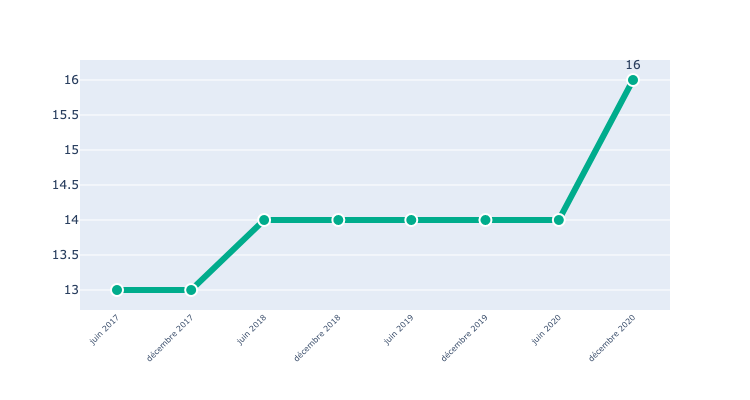 16
16
15.5
15
14.5
14
13.5
13
juin 2017
décembre 2017
juin 2018
décembre 2018
juin 2019
décembre 2019
juin 2020
décembre 2020